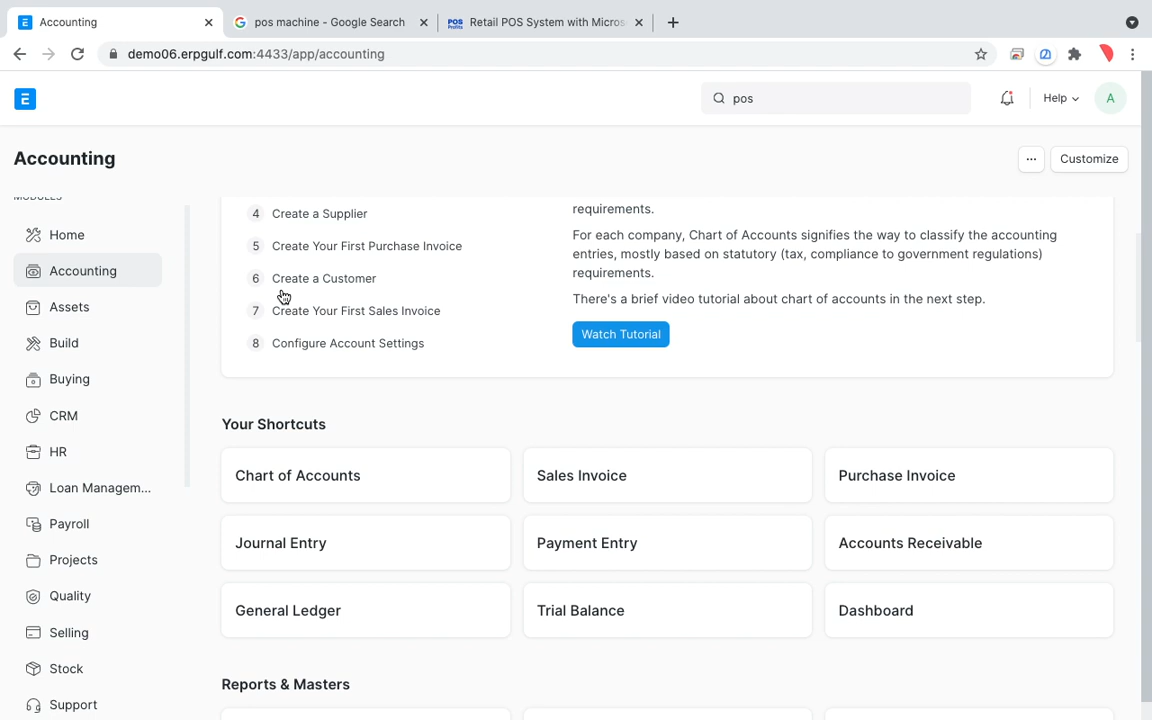 Accounting
pos machine - Google Search
POS Profits
Retail POS System with Micros
demo06.erpgulf.com:4433/app/accounting
E
pos
Help
A
Accounting
...
Customize
MODULES
Home
Accounting
Assets
Build
Buying
CRM
HR
Loan Managem...
Payroll
Projects
Quality
Selling
Stock
Support
4 Create a Supplier
5 Create Your First Purchase Invoice
6 Create a Customer
7 Create Your First Sales Invoice
8 Configure Account Settings
requirements.
For each company, Chart of Accounts signifies the way to classify the accounting
entries, mostly based on statutory (tax, compliance to government regulations)
requirements.
There's a brief video tutorial about chart of accounts in the next step.
Watch Tutorial
Your Shortcuts
Chart of Accounts
Sales Invoice
Purchase Invoice
Journal Entry
Payment Entry
Accounts Receivable
General Ledger
Trial Balance
Dashboard
Reports & Masters